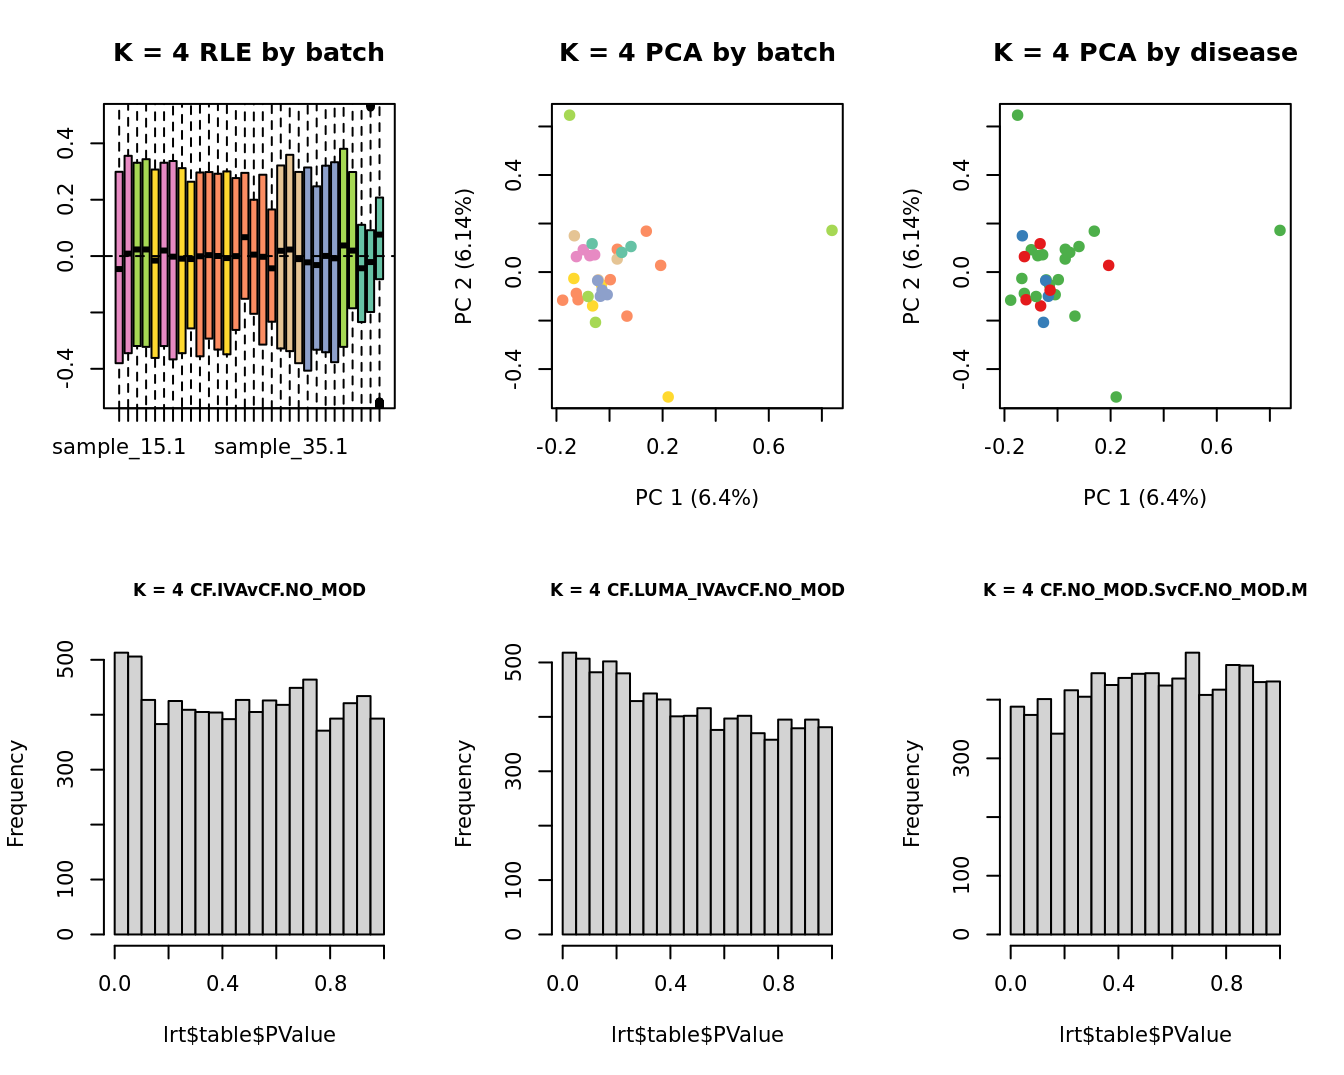 K = 4 RLE by batch
0.4
0.2
0.0
-0.4
sample_15.1
sample_35.1
K = 4 PCA by batch
PC 2 (6.14%)
0.4
0.0
-0.4
-0.2
0.2
0.6
PC 1 (6.4%)
K = 4 PCA by disease
PC 2 (6.14%)
0.4
0.0
-0.4
-0.2
0.2
0.6
PC 1 (6.4%)
K = 4 CF.IVAvCF.NO_MOD
Frequency
500
300
100
0
0.0
0.4
0.8
lrt$table$PValue
K = 4 CF.LUMA_IVAvCF.NO_MOD
Frequency
500
300
100
0
0.0
0.4
0.8
lrt$table$PValue
K = 4 CF.NO_MOD.SvCF.NO_MOD.M
Frequency
300
100
0
0.0
0.4
0.8
lrt$table$PValue